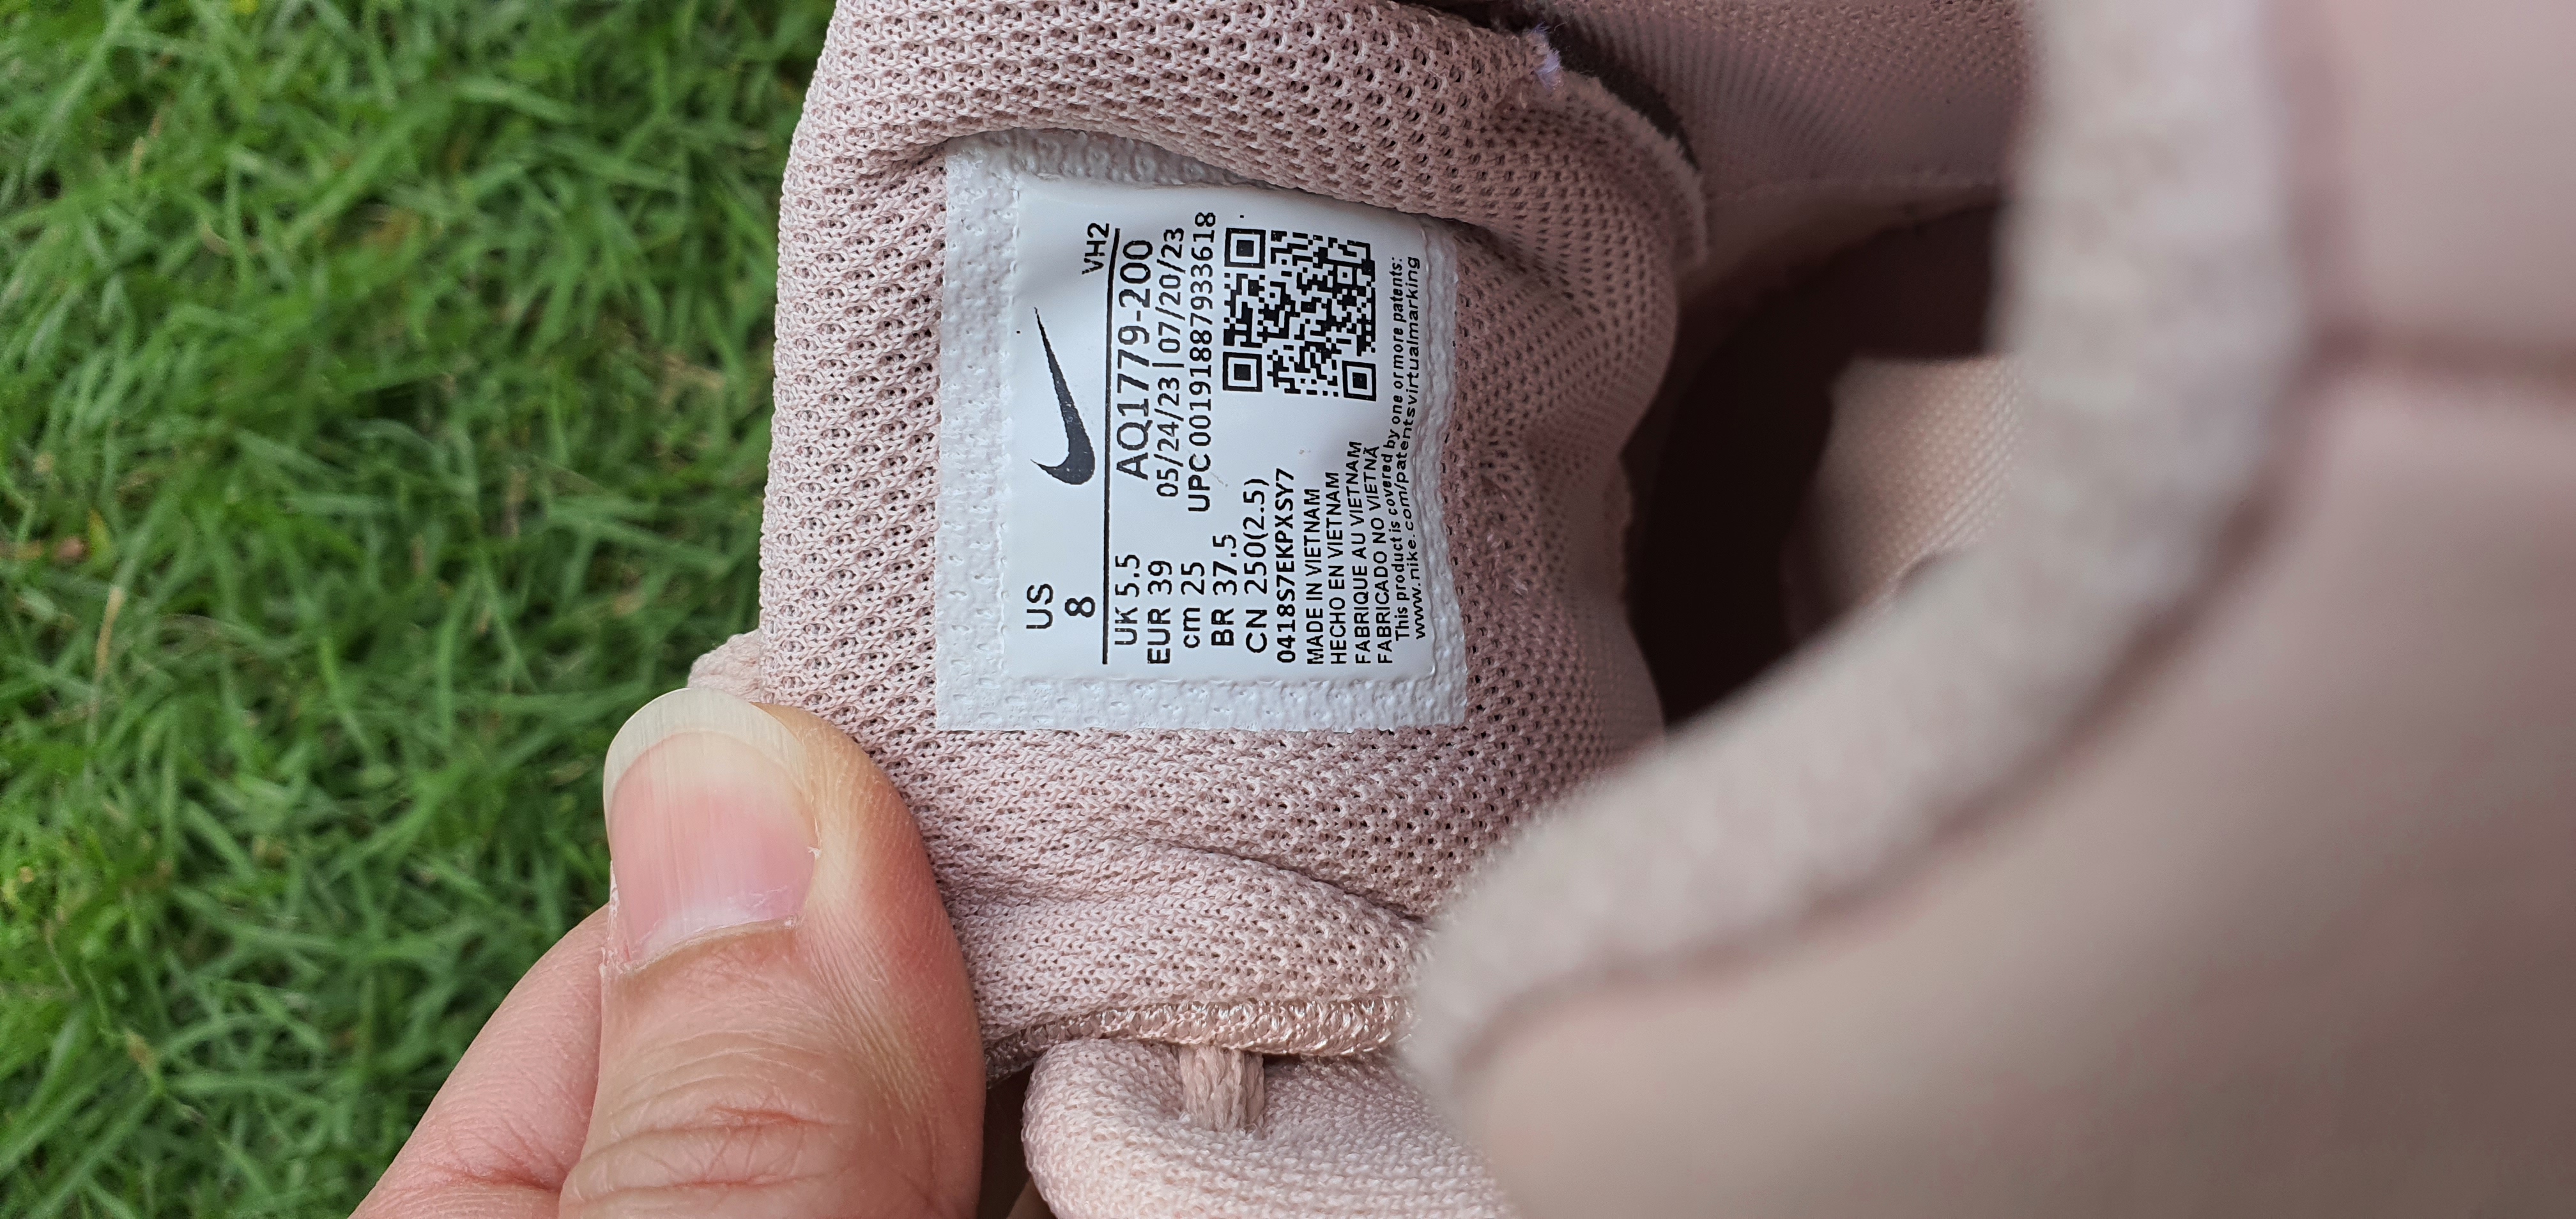 US
8
VH2
UK 5.5
AQ1779-200
EUR 39
05/24/23|07/20/23
cm 25
UPC 00191887933618
BR 37.5
CN 250(2.5)
0418S7EKPXSY7
MADE IN VIETNAM
HECHO EN VIETNAM
FABRIQUE AU VIETNAM
FABRICADO NO VIETNÃ
This product is covered by one or more patents:
www.nike.com/patentsvirtualmarking